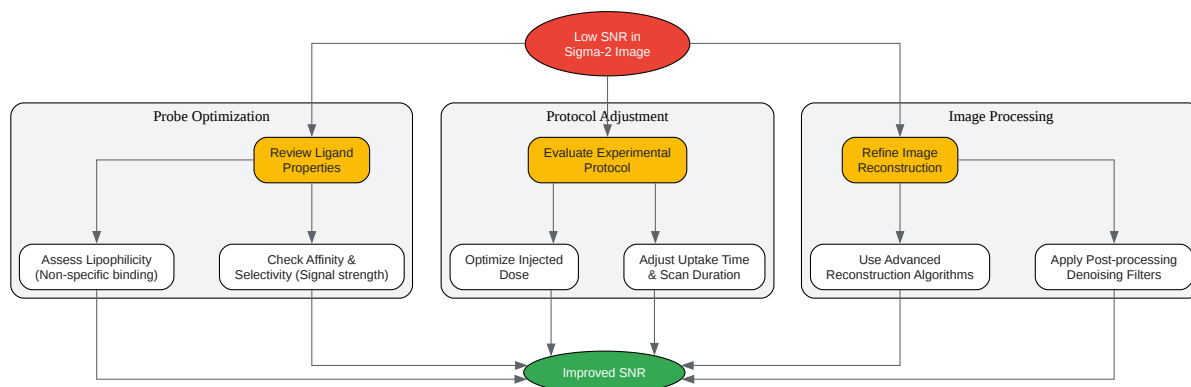 Low SNR in
Sigma-2 Image
Probe Optimization
Protocol Adjustment
Image Processing
Review Ligand
Properties
Evaluate Experimental
Protocol
Refine Image
Reconstruction
Assess Lipophilicity
(Non-specific binding)
Check Affinity &
Selectivity (Signal strength)
Optimize Injected
Dose
Adjust Uptake Time
& Scan Duration
Use Advanced
Reconstruction Algorithms
Apply Post-processing
Denoising Filters
Improved SNR